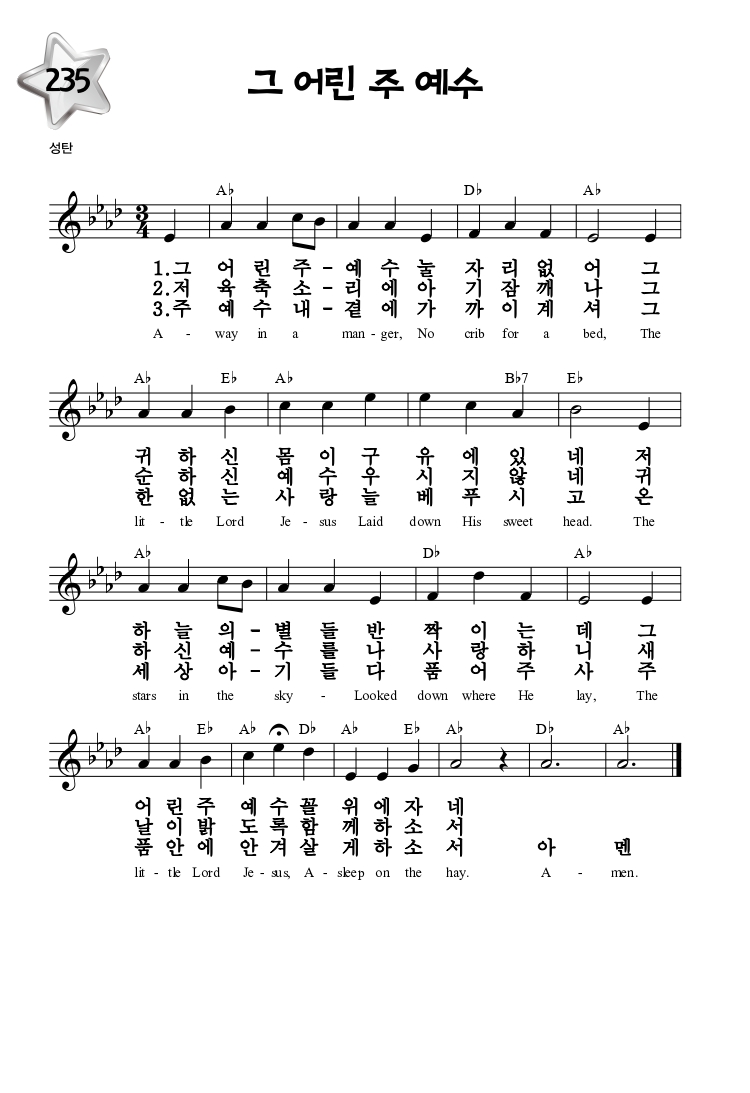 235
그 어린 주 예수
성탄
A♭ D♭ A♭
1.그 어 린 주 - 예 수 눌 자 리 없 어 그
2.저 육 축 소 - 리 에 아 기 잠 깨 나 그
3.주 예 수 내 - 곁 에 가 까 이 계 셔 그
A - way in a man - ger, No crib for a bed, The
A♭ E♭ A♭ B♭7 E♭
귀 하 신 몸 이 구 유 에 있 네 저
순 하 신 예 수 우 시 지 않 네 귀
한 없 는 사 랑 늘 베 푸 시 고 온
lit - tle Lord Je - sus Laid down His sweet head. The
A♭ D♭ A♭
하 늘 의 - 별 들 반 짝 이 는 데 그
하 신 예 - 수 를 나 사 랑 하 니 새
세 상 아 - 기 들 다 품 어 주 사 주
stars in the sky - Looked down where He lay, The
A♭ E♭ A♭ D♭ A♭ E♭ A♭ D♭ A♭
어 린 주 예 수 꼴 위 에 자 네
날 이 밝 도 록 함 께 하 소 서
품 안 에 안 겨 살 게 하 소 서 아 멘
lit - tle Lord Je - sus, A - sleep on the hay. A - men.